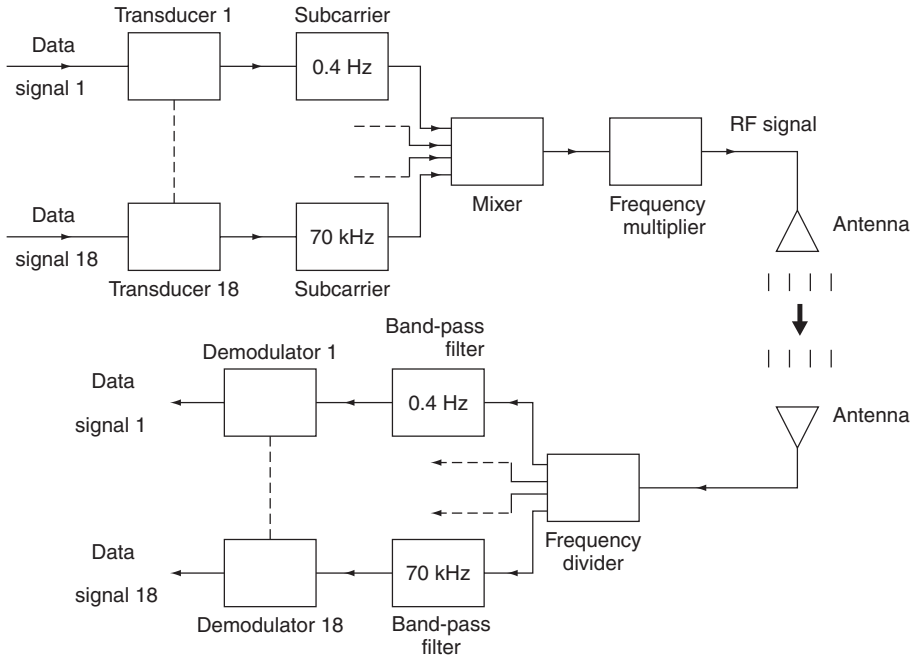 Transducer 1
Subcarrier
Data
signal 1
0.4 Hz
RF signal
Mixer
Frequency
multiplier
Antenna
Data
signal 18
70 kHz
Transducer 18
Subcarrier
Band-pass
filter
Demodulator 1
Data
signal 1
0.4 Hz
Antenna
Frequency
divider
Data
signal 18
70 kHz
Demodulator 18
Band-pass
filter